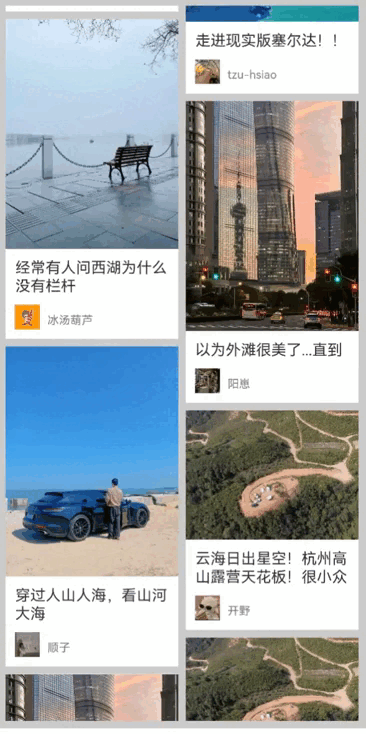 走进现实版塞尔达！！
tzu-hsiao
经常有人问西湖为什么
没有栏杆
冰汤葫芦
以为外滩很美了...直到
阳崽
穿过人山人海，看山河
大海
顾子
云海日出星空！杭州高
山露营天花板！很小众
开野